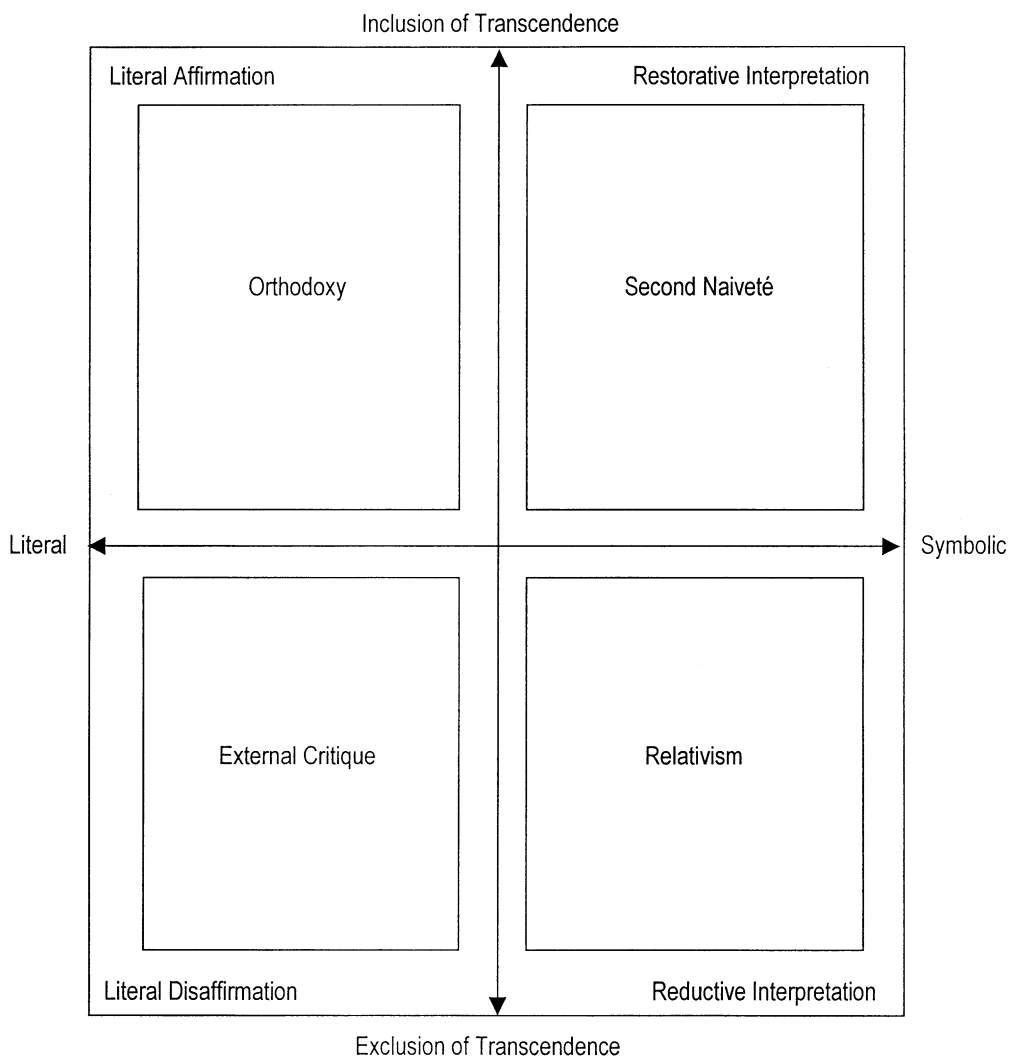 Inclusion of Transcendence
Literal Affirmation
Restorative Interpretation
Orthodoxy
Second Naiveté
Literal
Symbolic
External Critique
Relativism
Literal Disaffirmation
Reductive Interpretation
Exclusion of Transcendence